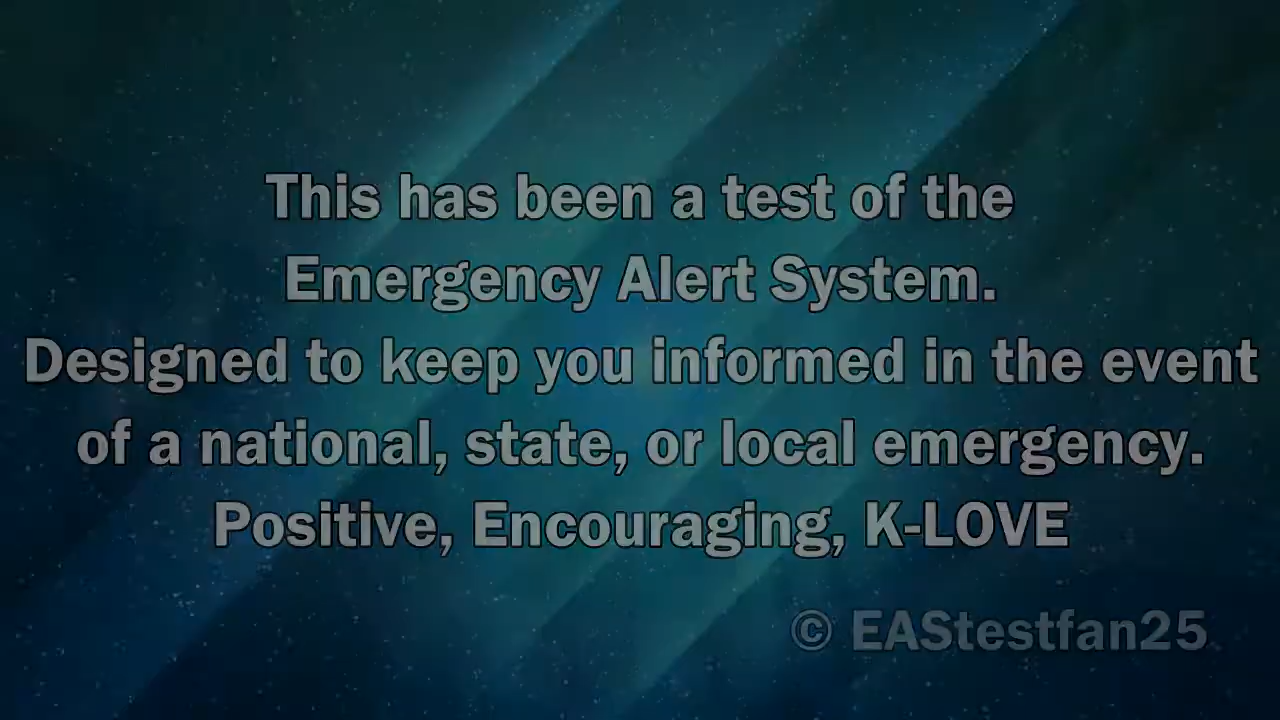 This has been a test of the
Emergency Alert System.
Designed to keep you informed in the event
of a national, state, or local emergency.
Positive, Encouraging, K-LOVE
© EAStestfan25